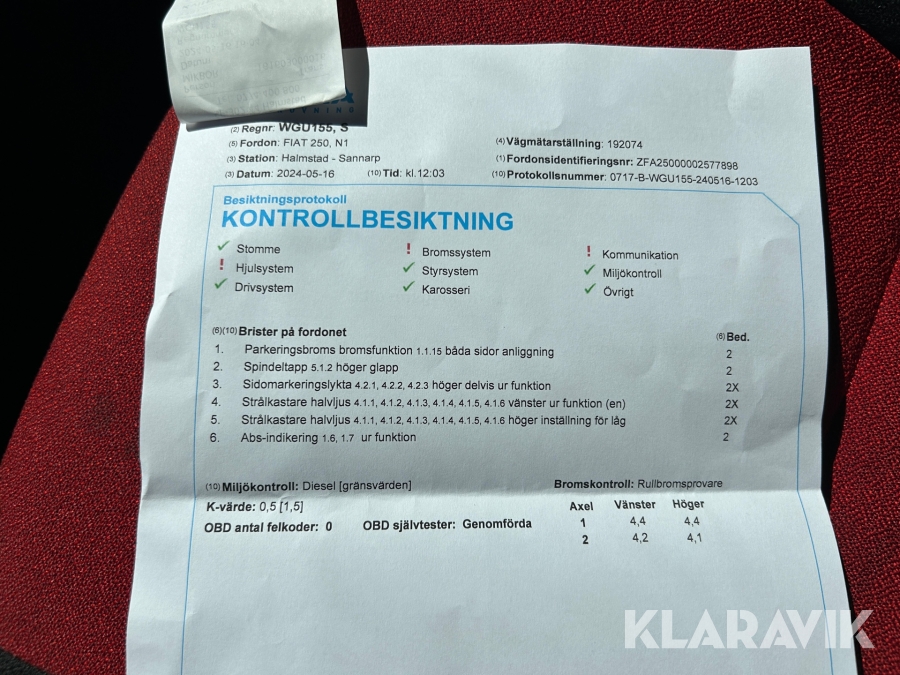 (2) Regnr: WGU155, S
(5) Fordon: FIAT 250, N1
(3) Station: Halmstad - Sannarp
(3) Datum: 2024-05-16 (10) Tid: kl.12:03
(4) Vägmätarställning: 192074
(1) Fordonsidentifieringsnr: ZFA25000002577898
(10) Protokollsnummer: 0717-B-WGU155-240516-1203
Besiktningsprotokoll
KONTROLLBESIKTNING
✓ Stomme ! Bromssystem ! Kommunikation
! Hjulsystem ✓ Styrsystem ✓ Miljökontroll
✓ Drivsystem ✓ Karosseri ✓ Övrigt
(6)(10) Brister på fordonet (6) Bed.
1. Parkeringsbroms bromsfunktion 1.1.15 båda sidor anliggning 2
2. Spindeltapp 5.1.2 höger glapp 2
3. Sidomarkeringslykta 4.2.1, 4.2.2, 4.2.3 höger delvis ur funktion 2X
4. Strålkastare halvljus 4.1.1, 4.1.2, 4.1.3, 4.1.4, 4.1.5, 4.1.6 vänster ur funktion (en) 2X
5. Strålkastare halvljus 4.1.1, 4.1.2, 4.1.3, 4.1.4, 4.1.5, 4.1.6 höger inställning för låg 2X
6. Abs-indikering 1.6, 1.7 ur funktion 2
(10) Miljökontroll: Diesel [gränsvärden]
K-värde: 0,5 [1,5]
OBD antal felkoder: 0 OBD självtester: Genomförda
Bromskontroll: Rullbromsprovare
Axel Vänster Höger
1 4,4 4,4
2 4,2 4,1
KLARAVIK